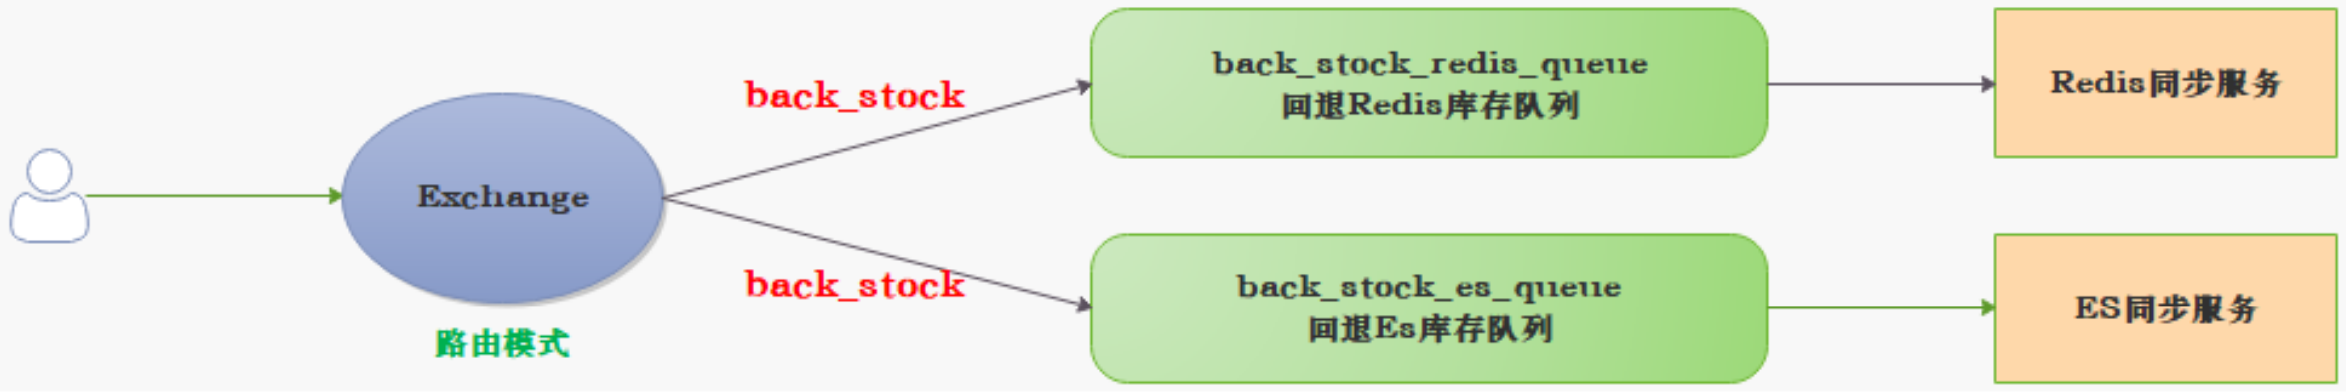 Exchange
路由模式
back_stock
back_stock
back_stock_redis_queue
回退Redis库存队列
back_stock_es_queue
回退Es库存队列
Redis同步服务
ES同步服务